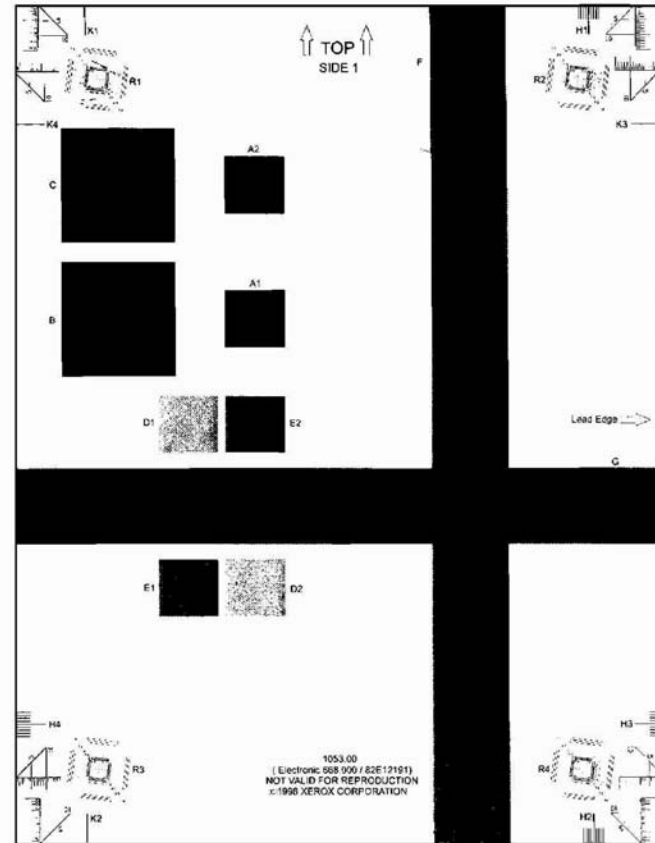 K1
H1
TOP
SIDE 1
F
R1
R2
K4
K3
A2
C
A1
B
D1
E2
Lead Edge
G
E1
D2
H4
H3
R3
R4
1053.00
( Electronic 668.900 / 82E12191)
NOT VALID FOR REPRODUCTION
©1998 XEROX CORPORATION
K2
H2